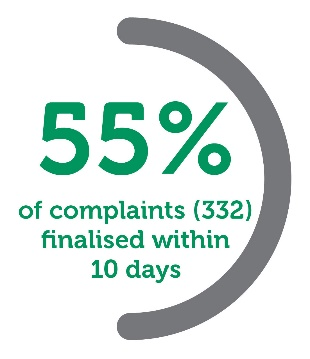 55%
of complaints (332)
finalised within
10 days